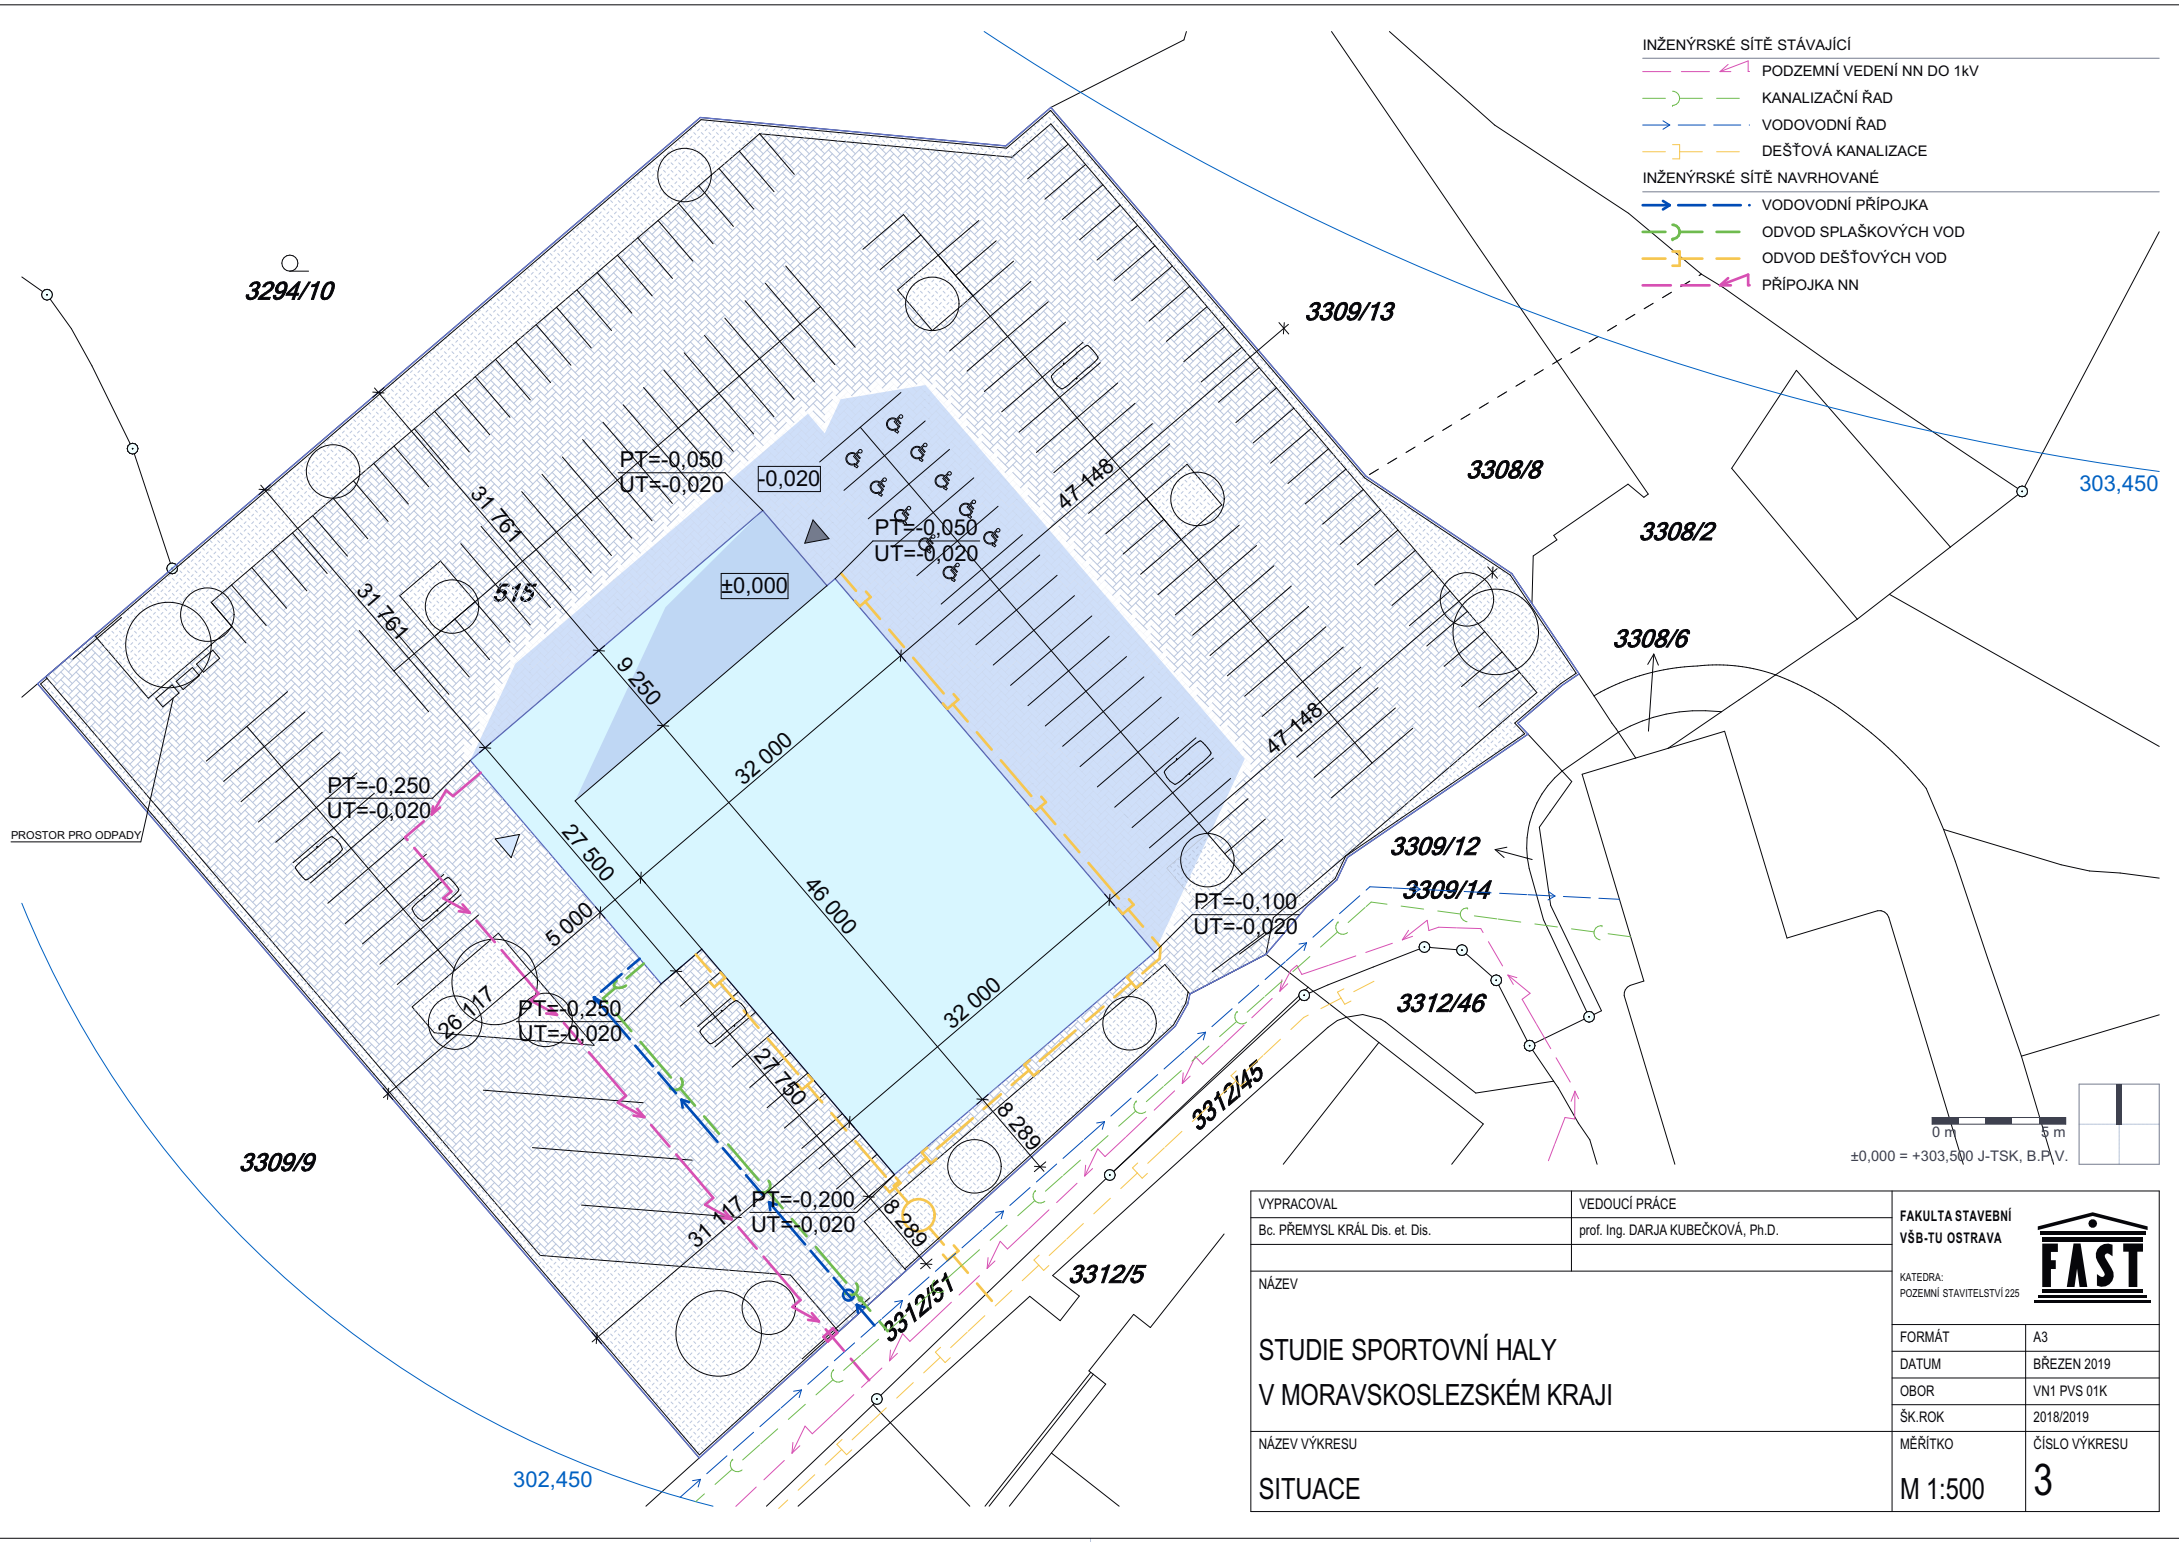 INŽENÝRSKÉ SÍTĚ STÁVAJÍCÍ
PODZEMNÍ VEDENÍ NN DO 1kV
KANALIZAČNÍ ŘAD
VODOVODNÍ ŘAD
DEŠŤOVÁ KANALIZACE
INŽENÝRSKÉ SÍTĚ NAVRHOVANÉ
VODOVODNÍ PŘÍPOJKA
ODVOD SPLAŠKOVÝCH VOD
ODVOD DEŠŤOVÝCH VOD
PŘÍPOJKA NN
3294/10
3309/13
3308/8
303,450
3308/2
3308/6
PT=-0,050
UT=-0,020
-0,020
47 148
31 761
PT=-0,050
UT=-0,020
±0,000
515
31 761
9 250
47 148
32 000
PT=-0,250
UT=-0,020
PROSTOR PRO ODPADY
27 500
46 000
5 000
3309/12
3309/14
PT=-0,100
UT=-0,020
26 117
PT=-0,250
UT=-0,020
32 000
3312/46
27 750
3312/45
8 289
3309/9
31 117
PT=-0,200
UT=-0,020
8 289
3312/5
3312/51
302,450
0 m
5 m
±0,000 = +303,500 J-TSK, B.P.V.
VYPRACOVAL
VEDOUCÍ PRÁCE
Bc. PŘEMYSL KRÁL Dis. et. Dis.
prof. Ing. DARJA KUBEČKOVÁ, Ph.D.
FAKULTA STAVEBNÍ
VŠB-TU OSTRAVA
KATEDRA:
POZEMNÍ STAVITELSTVÍ 225
FAST
NÁZEV
STUDIE SPORTOVNÍ HALY
V MORAVSKOSLEZSKÉM KRAJI
FORMÁT
A3
DATUM
BŘEZEN 2019
OBOR
VN1 PVS 01K
ŠK.ROK
2018/2019
NÁZEV VÝKRESU
SITUACE
MĚŘÍTKO
M 1:500
ČÍSLO VÝKRESU
3